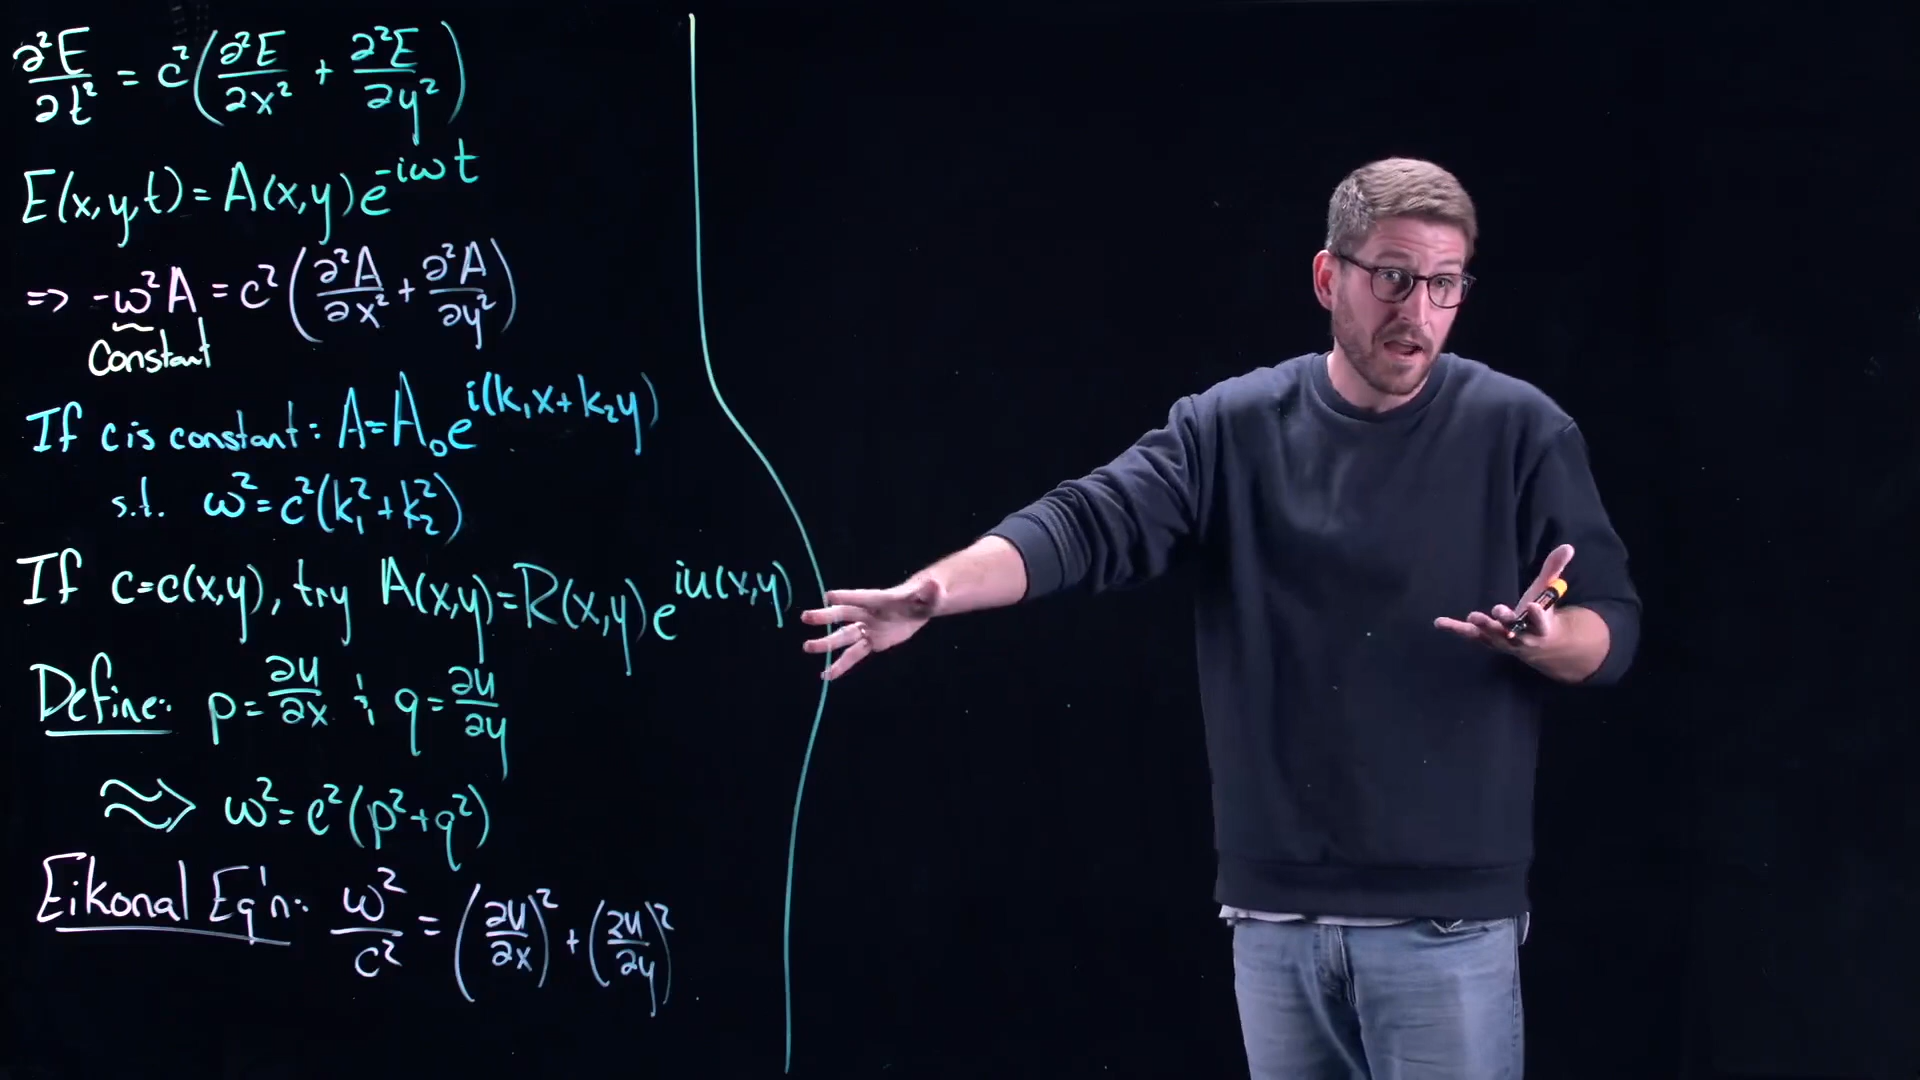 ∂²E/∂t² = c²(∂²E/∂x² + ∂²E/∂y²)
E(x,y,t) = A(x,y)e^{-iωt}
=> -ω²A = c²(∂²A/∂x² + ∂²A/∂y²)
Constant
If c is constant: A = A₀e^{i(k₁x+k₂y)}
s.t. ω² = c²(k₁²+k₂²)
If c=c(x,y), try A(x,y) = R(x,y)e^{iu(x,y)}
Define: p = ∂u/∂x & q = ∂u/∂y
≈> ω² = c²(p²+q²)
Eikonal Eq'n: ω²/c² = (∂u/∂x)² + (∂u/∂y)²